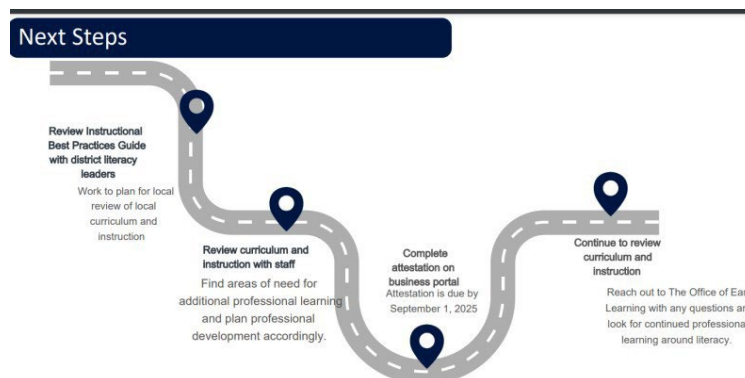 Next Steps
Review Instructional
Best Practices Guide
with district literacy
leaders
Work to plan for local
review of local
curriculum and
instruction
Review curriculum and
instruction with staff
Find areas of need for
additional professional learning
and plan professional
development accordingly.
Complete
attestation on
business portal
Attestation is due by
September 1, 2025
Continue to review
curriculum and
instruction
Reach out to The Office of Ear
Learning with any questions an
look for continued professiona
learning around literacy.